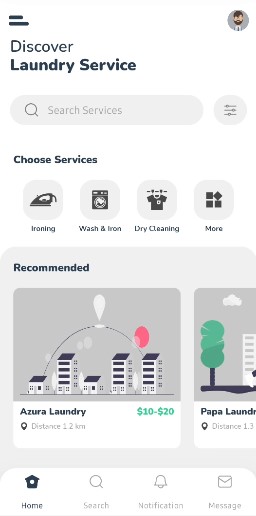 Discover
Laundry Service
Search Services
Choose Services
Ironing
Wash & Iron
Dry Cleaning
More
Recommended
Azura Laundry
$10-$20
Distance 1.2 km
Papa Laundr
Distance 1.3
Home
Search
Notification
Message